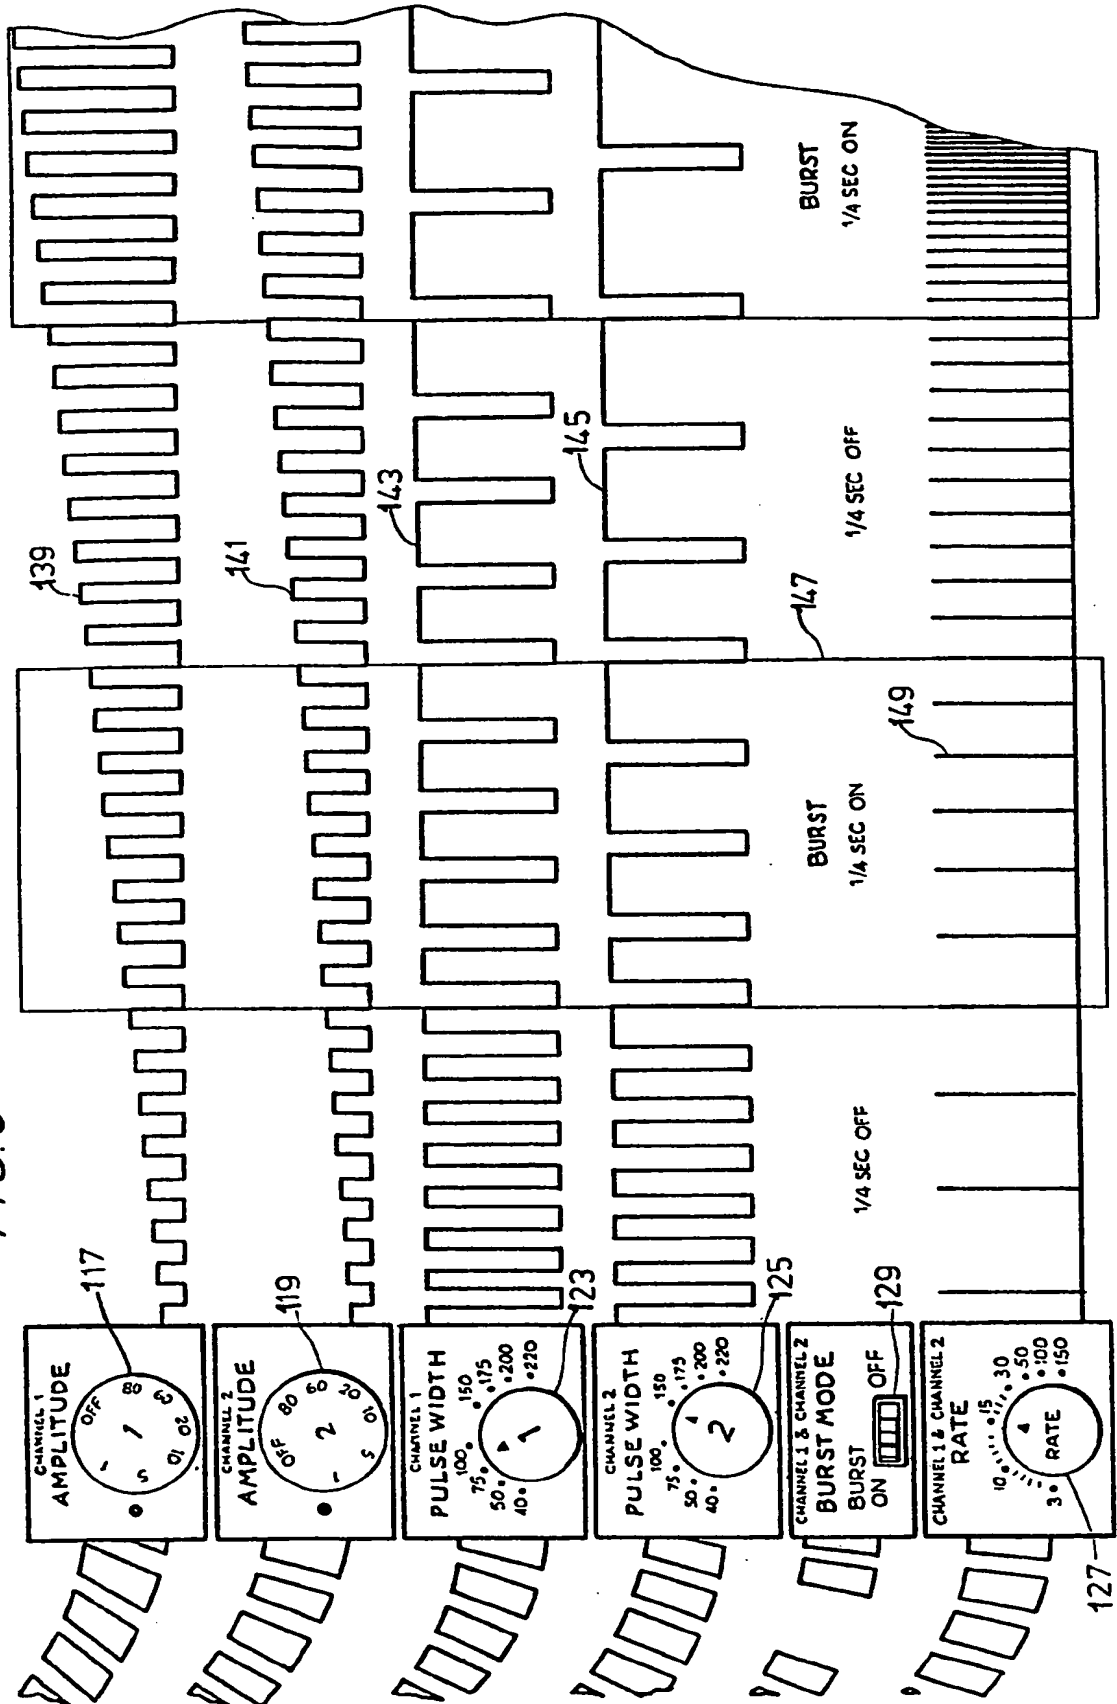 CHANNEL 1
AMPLITUDE
OFF
80
20
10
5
1
1
117
139
CHANNEL 2
AMPLITUDE
OFF
80
60
20
10
5
1
2
119
141
CHANNEL 1
PULSE WIDTH
40 50 75 100 150 175 200 220
1
123
143
CHANNEL 2
PULSE WIDTH
40 50 75 100 150 175 200 220
2
125
145
CHANNEL 1 & CHANNEL 2
BURST MODE
BURST
ON
OFF
129
1/4 SEC OFF
BURST
1/4 SEC ON
147
1/4 SEC OFF
BURST
1/4 SEC ON
CHANNEL 1 & CHANNEL 2
RATE
3 10 15 30 50 100 150
RATE
127
149